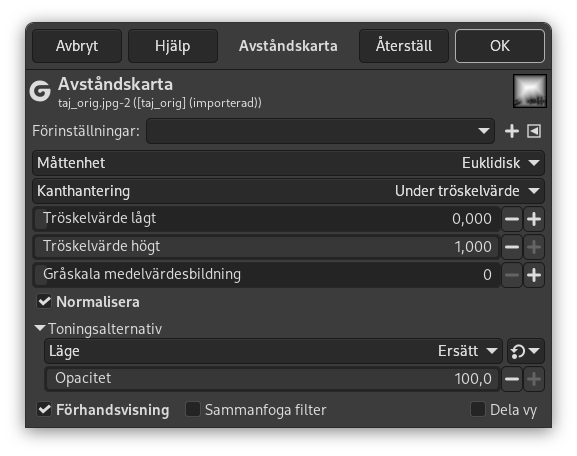 Avbryt Hjälp Avståndskarta Återställ OK
Avståndskarta
taj_orig.jpg-2 ([taj_orig] (importerad))
Förinställningar:
Måttenhet Euklidisk
Kanthantering Under tröskelvärde
Tröskelvärde lågt 0,000
Tröskelvärde högt 1,000
Gråskala medelvärdesbildning 0
Normalisera
Toningsalternativ
Läge Ersätt
Opacitet 100,0
Förhandsvisning Sammanfoga filter Dela vy